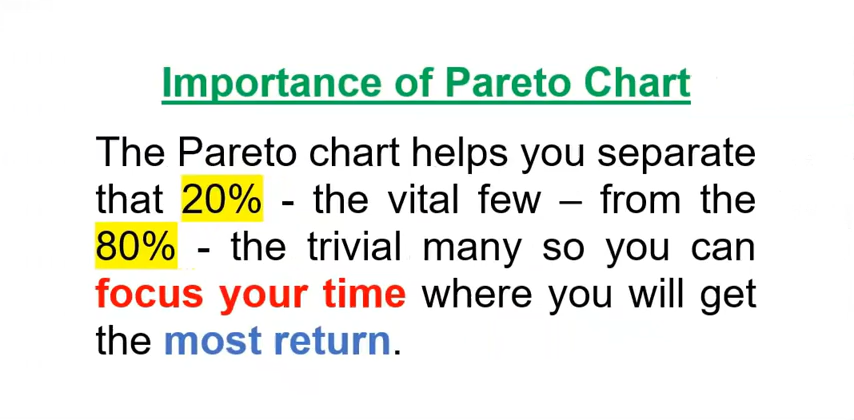 Importance of Pareto Chart
The Pareto chart helps you separate
that 20% - the vital few – from the
80% - the trivial many so you can
focus your time where you will get
the most return.